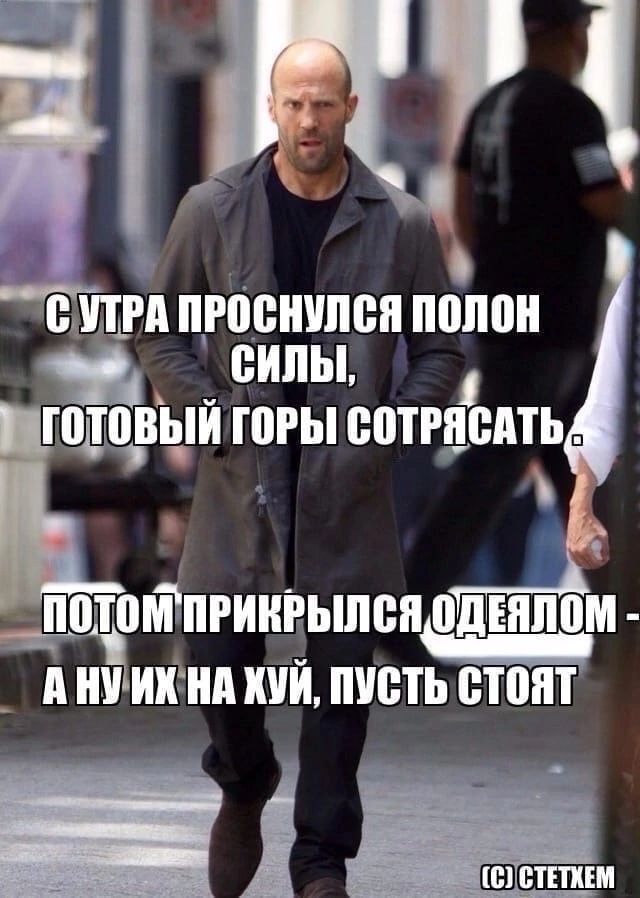 С УТРА ПРОСНУЛСЯ ПОЛОН
СИЛЫ,
ГОТОВЫЙ ГОРЫ СОТРЯСАТЬ.
ПОТОМ ПРИКРЫЛСЯ ОДЕЯЛОМ -
А НУ ИХ НА ХУЙ, ПУСТЬ СТОЯТ
(С) СТЕТХЕМ